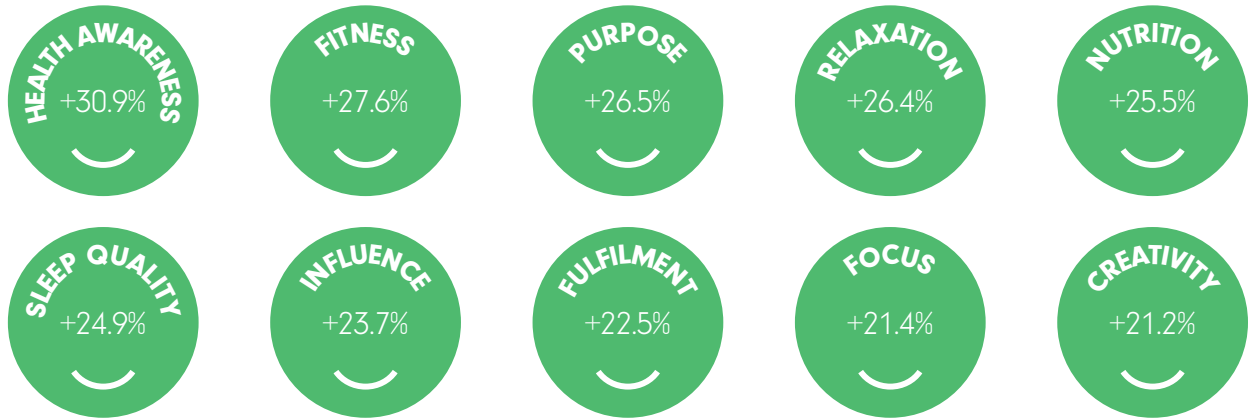 HEALTH AWARENESS
+30.9%
FITNESS
+27.6%
PURPOSE
+26.5%
RELAXATION
+26.4%
NUTRITION
+25.5%
SLEEP QUALITY
+24.9%
INFLUENCE
+23.7%
FULFILMENT
+22.5%
FOCUS
+21.4%
CREATIVITY
+21.2%